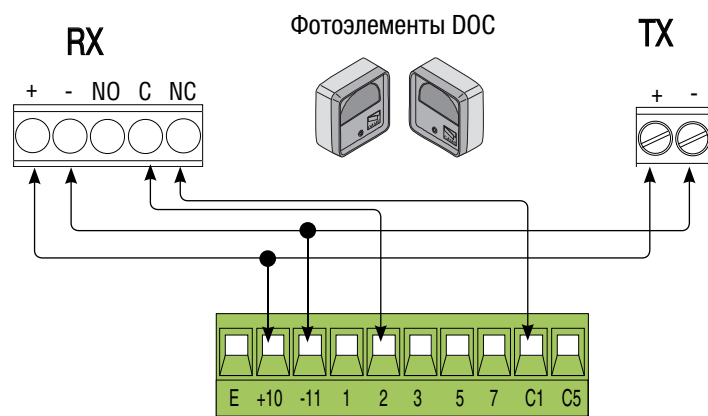 Фотоэлементы DOC
RX
TX
+ - NO C NC
+ -
E +10 -11 1 2 3 5 7 C1 C5